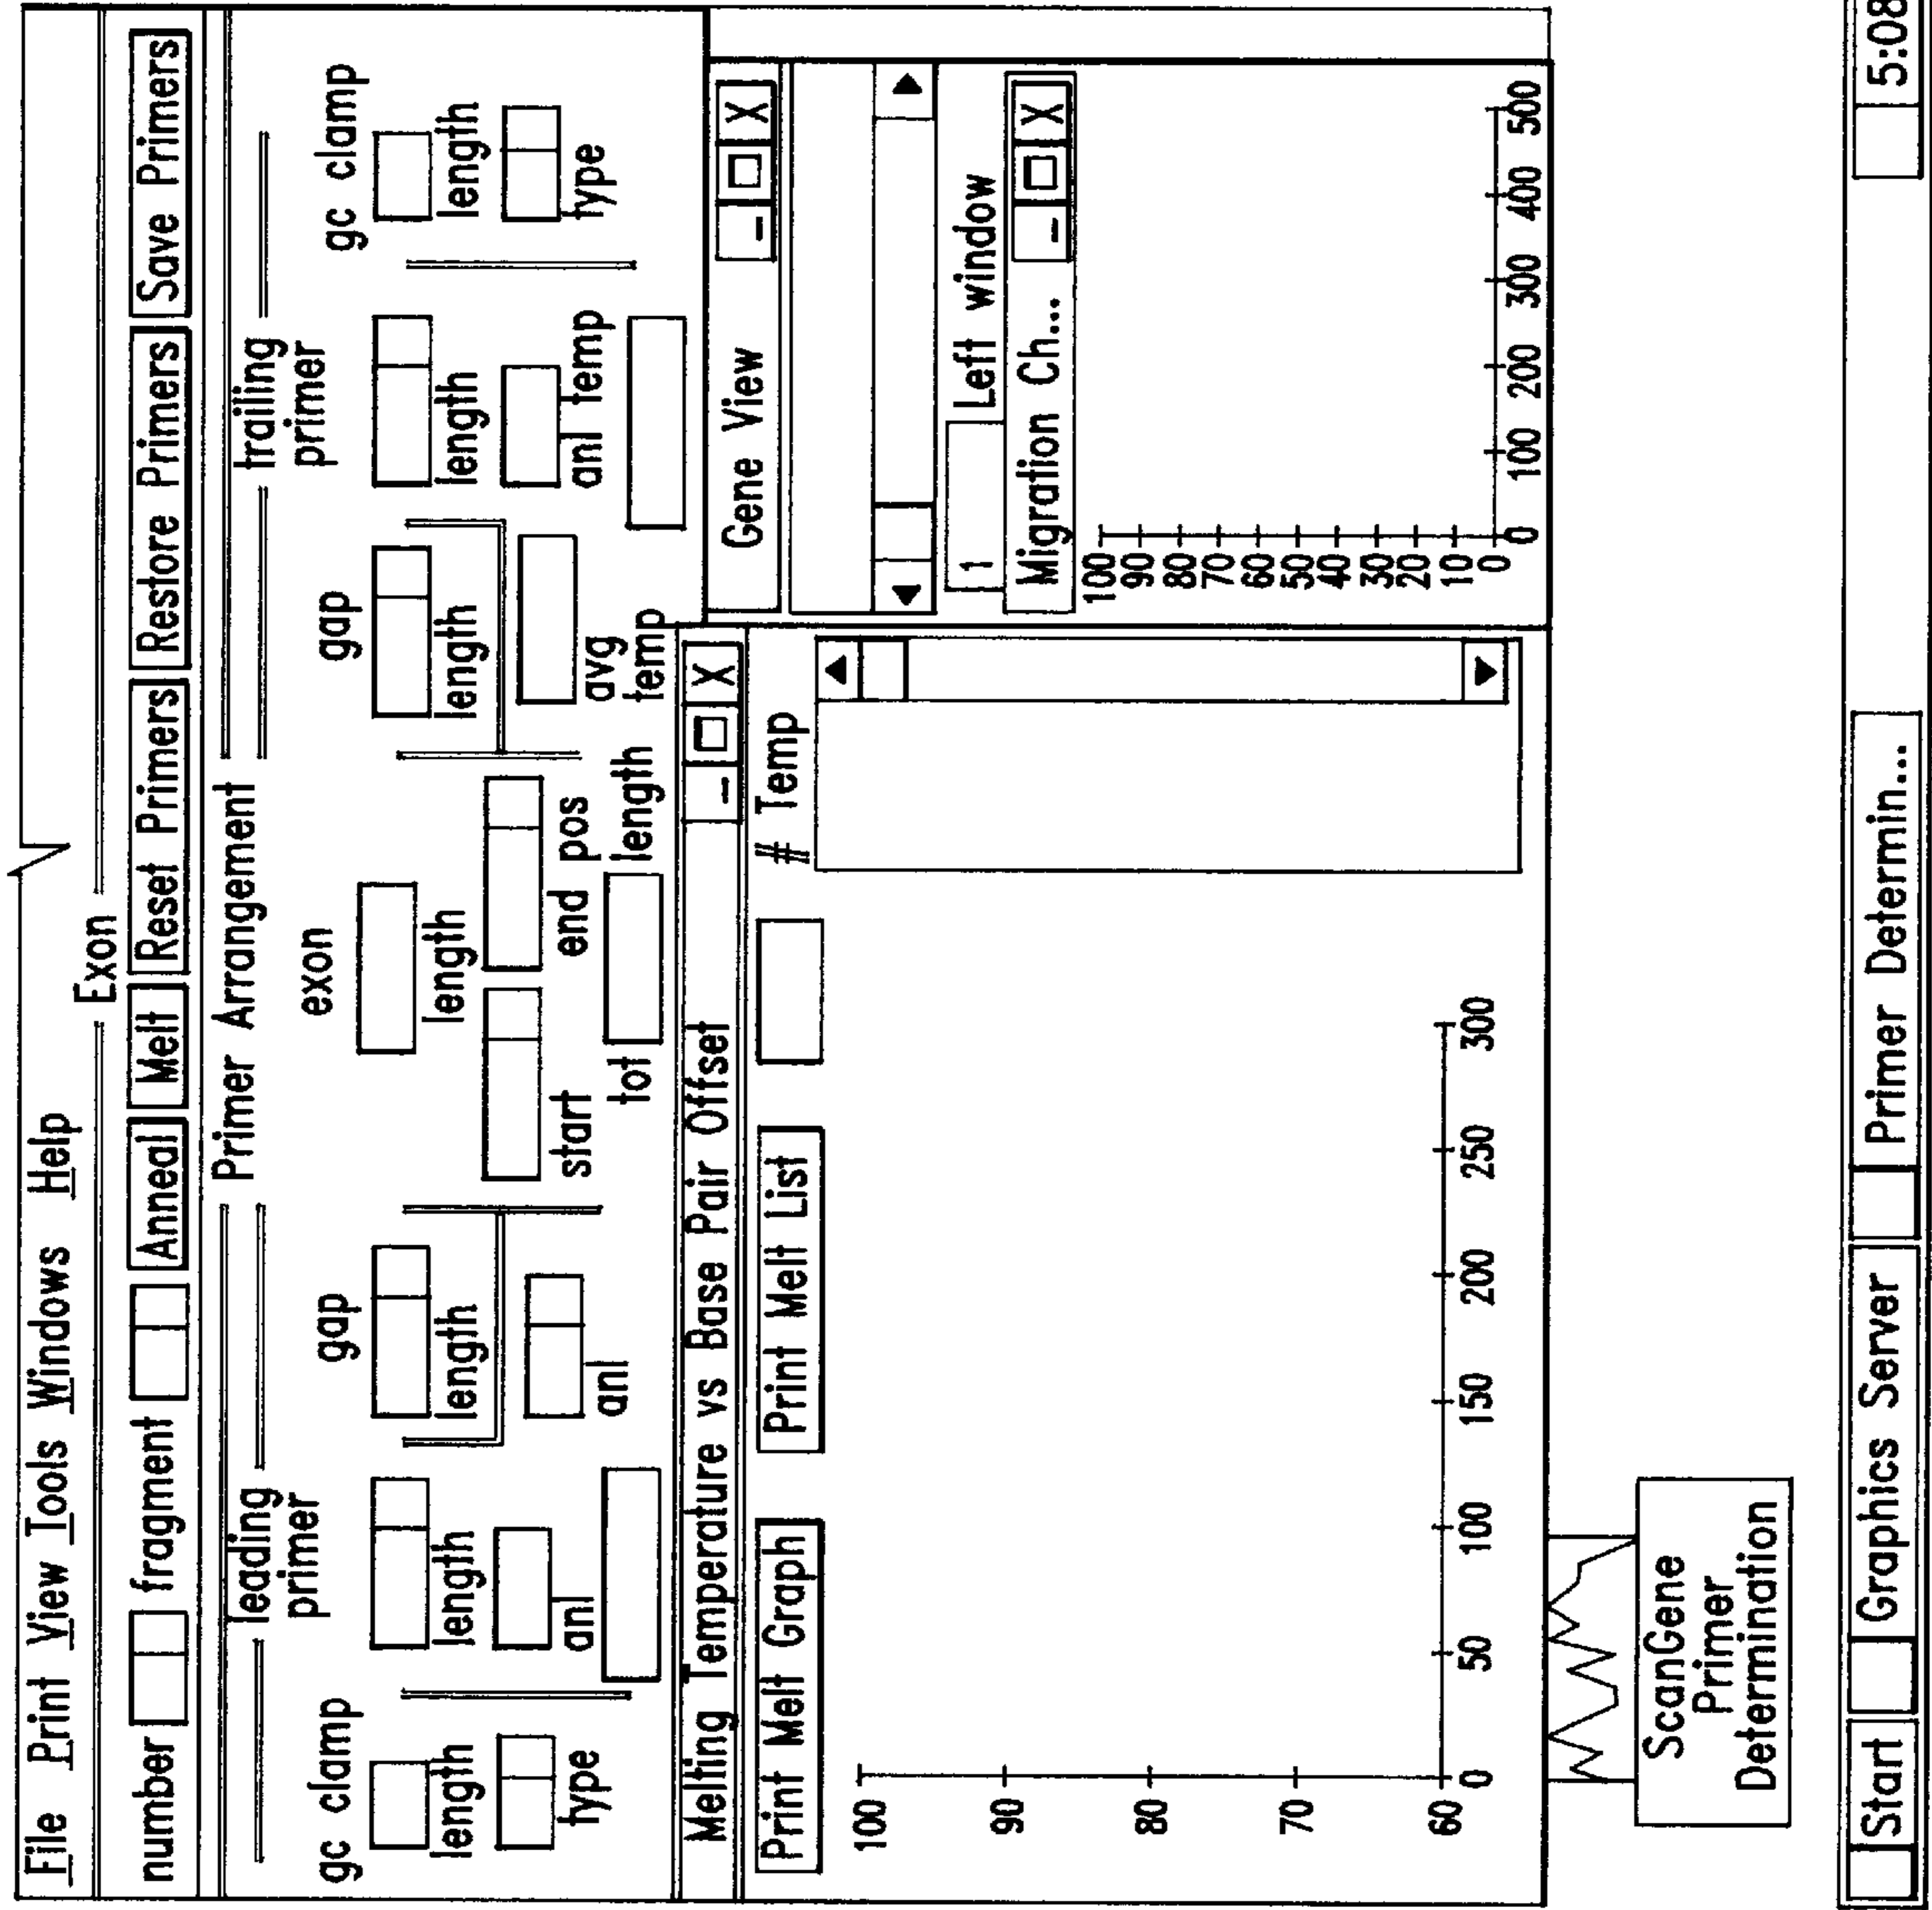 File Print View Tools Windows Help
Exon
number fragment Anneal Melt Reset Primers Restore Primers Save Primers
Primer Arrangement
leading primer
trailing primer
gc clamp
gap
exon
gap
gc clamp
length
length
length
length
length
length
length
type
anl
anl
start
end pos
avg temp
anl temp
type
tot length
Melting Temperature vs Base Pair Offset _ X
Print Melt Graph Print Melt List # Temp
100
90
80
70
60
0 50 100 150 200 250 300
Gene View _ X
1 Left window
Migration Ch... _ X
100
90
80
70
60
50
40
30
20
10
0
0 100 200 300 400 500
ScanGene
Primer
Determination
Start Graphics Server Primer Determin... 5:08